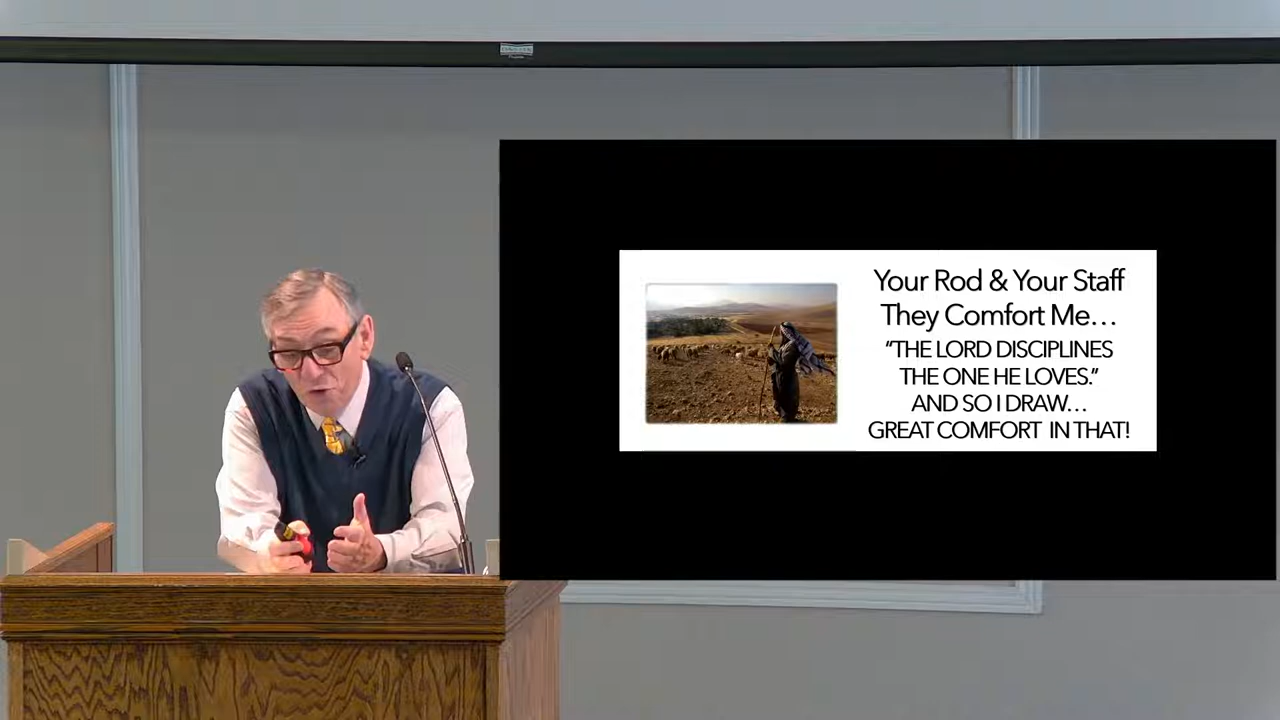 Your Rod & Your Staff
They Comfort Me…
“THE LORD DISCIPLINES
THE ONE HE LOVES.”
AND SO I DRAW…
GREAT COMFORT IN THAT!